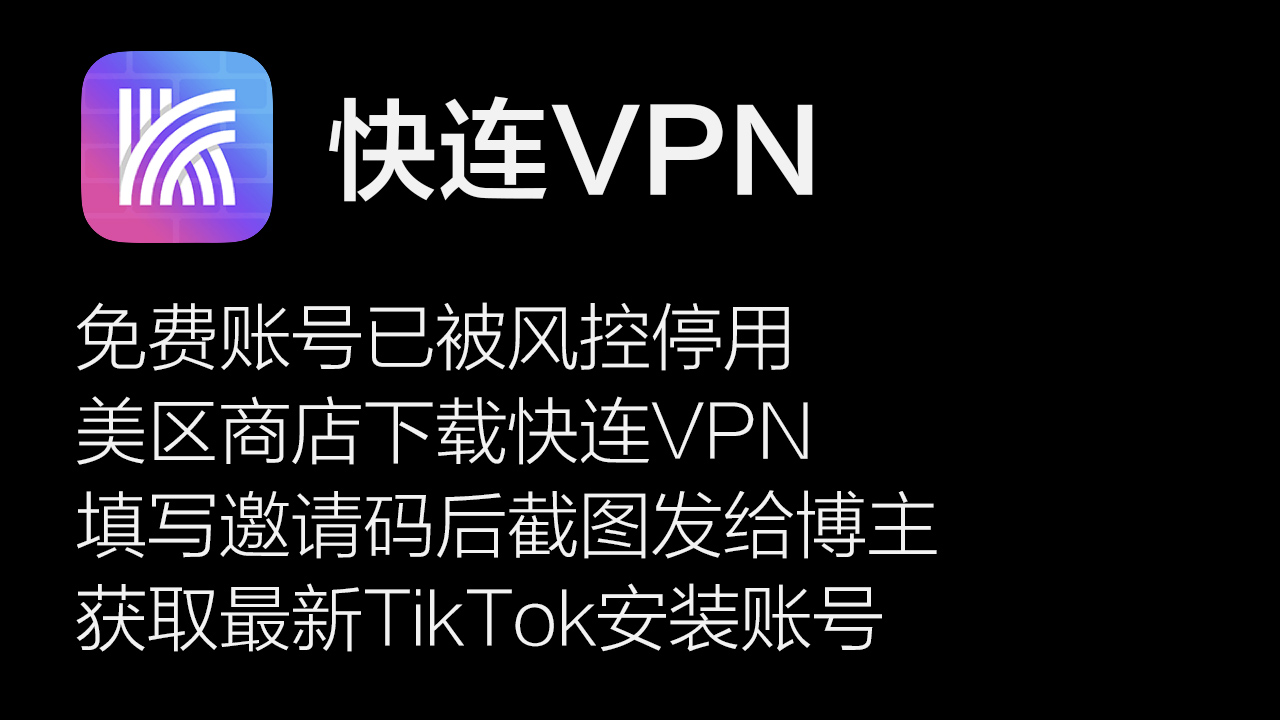 快连VPN
免费账号已被风控停用
美区商店下载快连VPN
填写邀请码后截图发给博主
获取最新TikTok安装账号